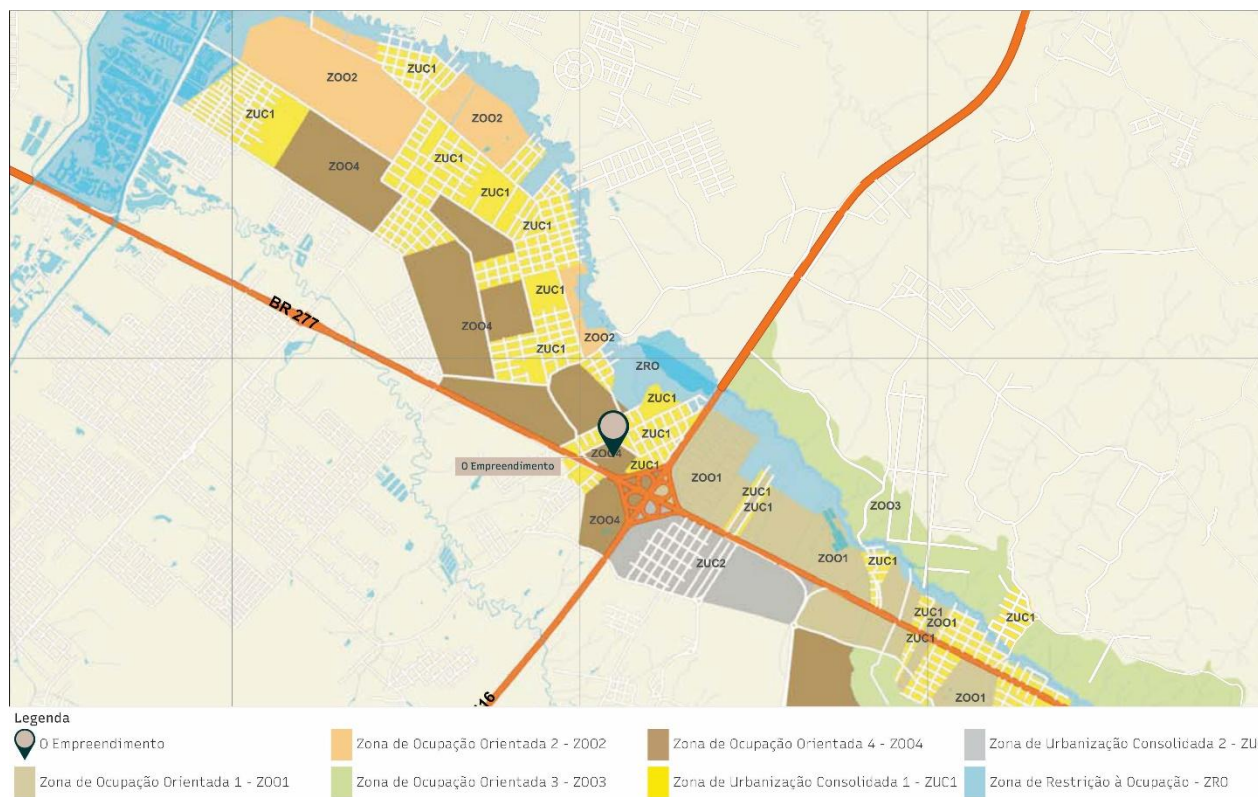 ZUC1
ZOO2
ZUC1
ZOO2
ZOO4
ZUC1
ZUC1
ZUC1
ZUC1
BR 277
ZOO4
ZOO2
ZUC1
ZRO
ZUC1
ZUC1
ZOO4
ZUC1
O Empreendimento
ZOO1
ZUC1
ZUC1
ZOO3
ZOO4
ZUC2
ZOO1
ZUC1
ZUC1
ZUC1
ZOO1
ZUC1
ZOO1
16
Legenda
O Empreendimento
Zona de Ocupação Orientada 2 - ZOO2
Zona de Ocupação Orientada 4 - ZOO4
Zona de Urbanização Consolidada 2 - ZU
Zona de Ocupação Orientada 1 - ZOO1
Zona de Ocupação Orientada 3 - ZOO3
Zona de Urbanização Consolidada 1 - ZUC1
Zona de Restrição à Ocupação - ZRO